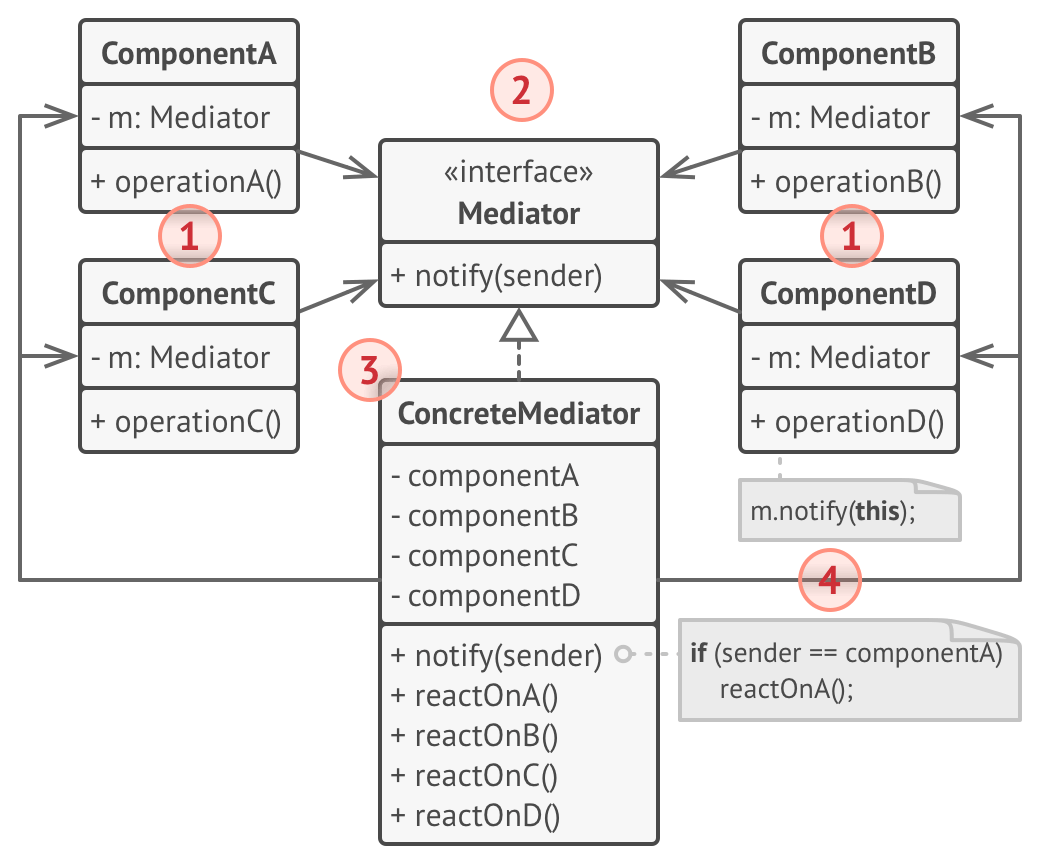 ComponentA
- m: Mediator
+ operationA()
1
ComponentC
- m: Mediator
+ operationC()
2
«interface»
Mediator
+ notify(sender)
3
ConcreteMediator
- componentA
- componentB
- componentC
- componentD
+ notify(sender)
+ reactOnA()
+ reactOnB()
+ reactOnC()
+ reactOnD()
ComponentB
- m: Mediator
+ operationB()
1
ComponentD
- m: Mediator
+ operationD()
m.notify(this);
4
if (sender == componentA)
reactOnA();